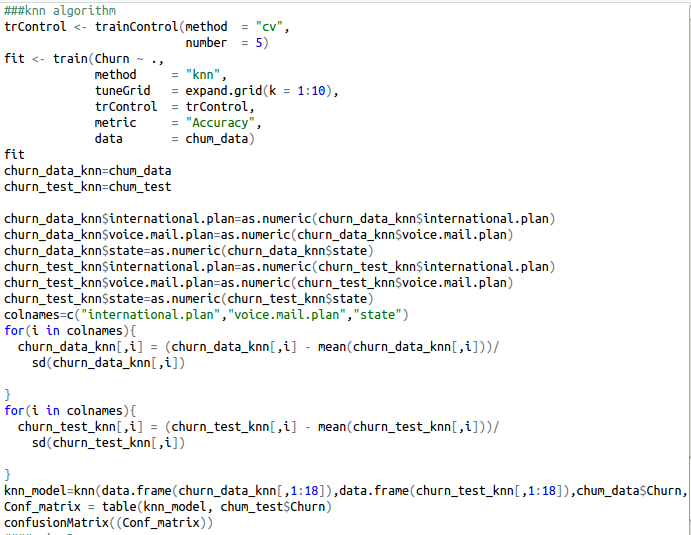 ###knn algorithm
trControl <- trainControl(method  = "cv",
                          number  = 5)
fit <- train(Churn ~ .,
             method     = "knn",
             tuneGrid   = expand.grid(k = 1:10),
             trControl  = trControl,
             metric     = "Accuracy",
             data       = chum_data)
fit
churn_data_knn=chum_data
churn_test_knn=chum_test

churn_data_knn$international.plan=as.numeric(churn_data_knn$international.plan)
churn_data_knn$voice.mail.plan=as.numeric(churn_data_knn$voice.mail.plan)
churn_data_knn$state=as.numeric(churn_data_knn$state)
churn_test_knn$international.plan=as.numeric(churn_test_knn$international.plan)
churn_test_knn$voice.mail.plan=as.numeric(churn_test_knn$voice.mail.plan)
churn_test_knn$state=as.numeric(churn_test_knn$state)
colnames=c("international.plan","voice.mail.plan","state")
for(i in colnames){
  churn_data_knn[,i] = (churn_data_knn[,i] - mean(churn_data_knn[,i]))/
    sd(churn_data_knn[,i])

}
for(i in colnames){
  churn_test_knn[,i] = (churn_test_knn[,i] - mean(churn_test_knn[,i]))/
    sd(churn_test_knn[,i])

}
knn_model=knn(data.frame(churn_data_knn[,1:18]),data.frame(churn_test_knn[,1:18]),chum_data$Churn,
Conf_matrix = table(knn_model, chum_test$Churn)
confusionMatrix((Conf_matrix))